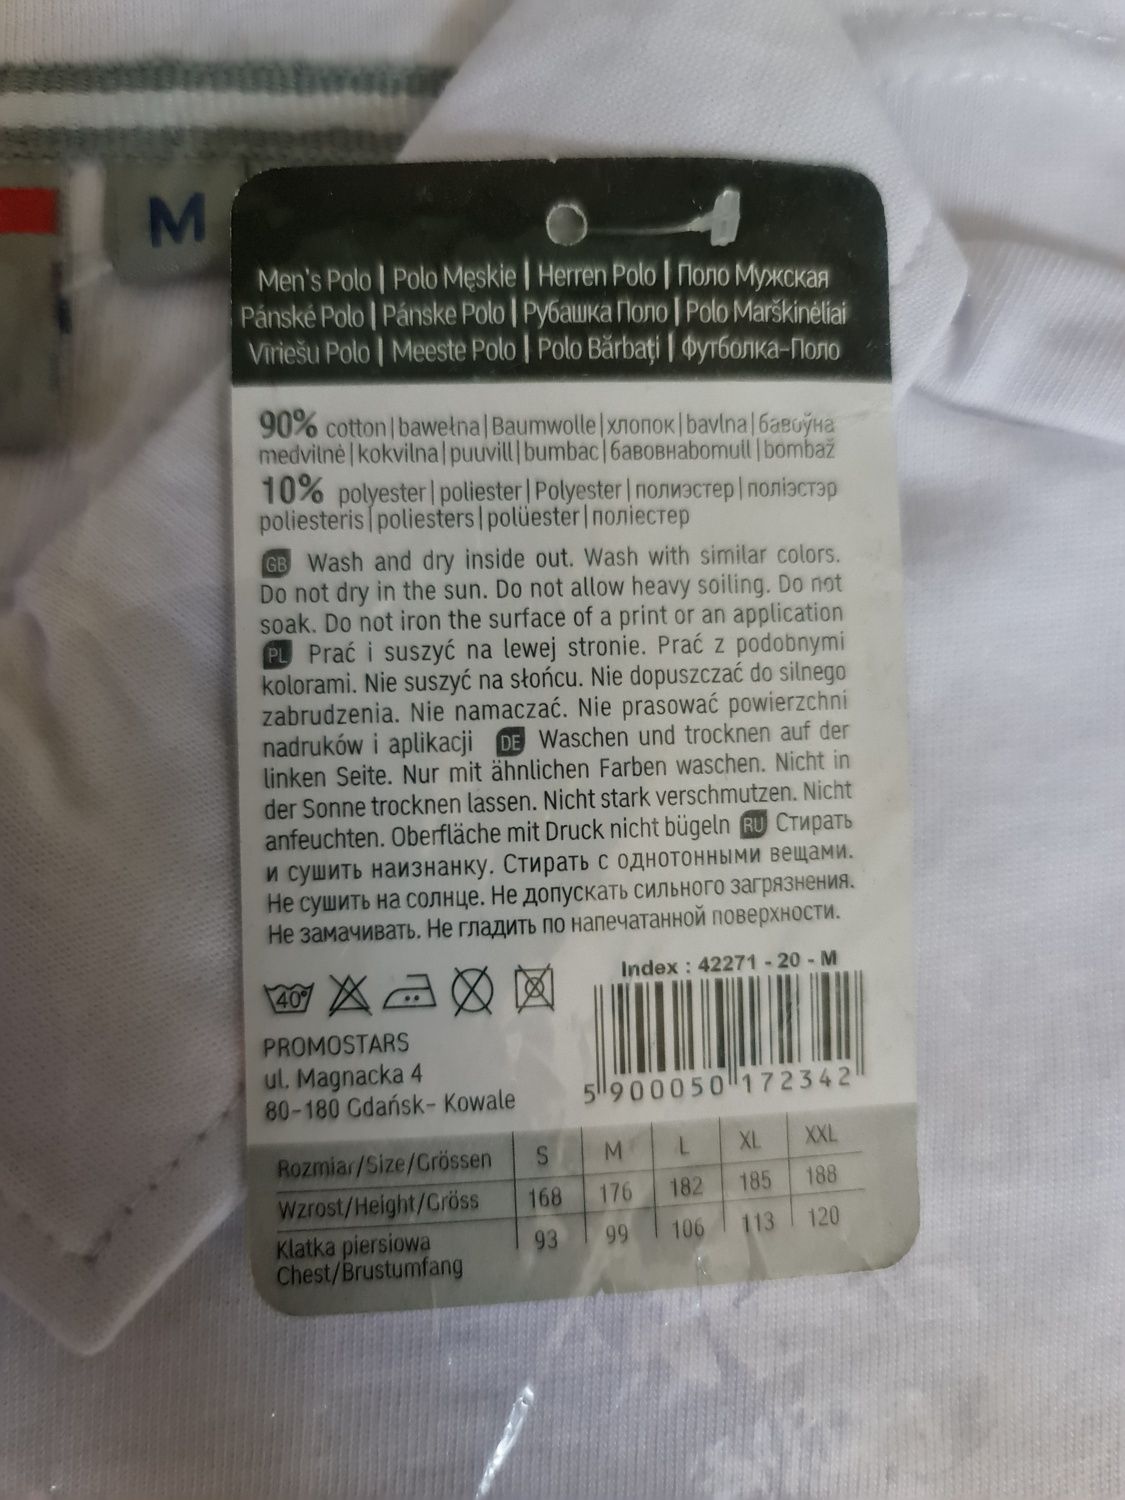 M
Men's Polo | Polo Męskie | Herren Polo | Поло Мужская
Pánské Polo | Pánske Polo | Рубашка Поло | Polo Marškinėliai
Vīriešu Polo | Meeste Polo | Polo Bărbați | Футболка-Поло
90% cotton | bawełna | Baumwolle | хлопок | bavlna | бавоўна
medvilnė | kokvilna | puuvill | bumbac | бавовнаbomull | bombaž
10% polyester | poliester | Polyester | полиэстер | поліэстэр
poliesteris | poliesters | polüester | поліестер
GB Wash and dry inside out. Wash with similar colors.
Do not dry in the sun. Do not allow heavy soiling. Do not
soak. Do not iron the surface of a print or an application
PL Prać i suszyć na lewej stronie. Prać z podobnymi
kolorami. Nie suszyć na słońcu. Nie dopuszczać do silnego
zabrudzenia. Nie namaczać. Nie prasować powierzchni
nadruków i aplikacji DE Waschen und trocknen auf der
linken Seite. Nur mit ähnlichen Farben waschen. Nicht in
der Sonne trocknen lassen. Nicht stark verschmutzen. Nicht
anfeuchten. Oberfläche mit Druck nicht bügeln RU Стирать
и сушить наизнанку. Стирать с однотонными вещами.
Не сушить на солнце. Не допускать сильного загрязнения.
Не замачивать. Не гладить по напечатанной поверхности.
40°
Index : 42271 - 20 - M
5 900050 172342
PROMOSTARS
ul. Magnacka 4
80-180 Gdańsk- Kowale
Rozmiar/Size/Grössen S M L XL XXL
Wzrost/Height/Gröss 168 176 182 185 188
Klatka piersiowa 93 99 106 113 120
Chest/Brustumfang